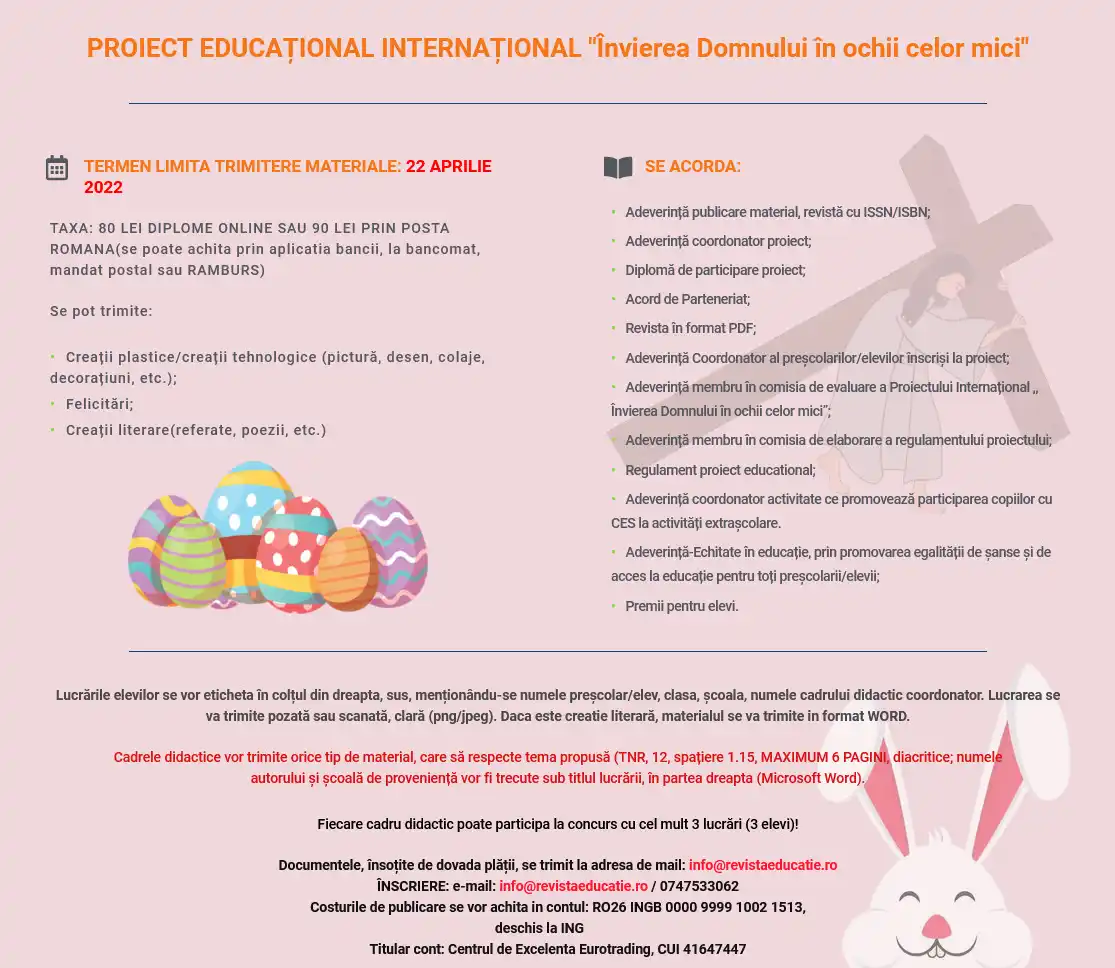 PROIECT EDUCAȚIONAL INTERNAȚIONAL "Învierea Domnului în ochii celor mici"
TERMEN LIMITA TRIMITERE MATERIALE: 22 APRILIE
2022
TAXA: 80 LEI DIPLOME ONLINE SAU 90 LEI PRIN POSTA
ROMANA(se poate achita prin aplicatia bancii, la bancomat,
mandat postal sau RAMBURS)
Se pot trimite:
• Creații plastice/creații tehnologice (pictură, desen, colaje,
decorațiuni, etc.);
• Felicitări;
• Creații literare(referate, poezii, etc.)
SE ACORDA:
• Adeverință publicare material, revistă cu ISSN/ISBN;
• Adeverință coordonator proiect;
• Diplomă de participare proiect;
• Acord de Parteneriat;
• Revista în format PDF;
• Adeverință Coordonator al preșcolarilor/elevilor înscriși la proiect;
• Adeverință membru în comisia de evaluare a Proiectului Internațional ,,
Învierea Domnului în ochii celor mici”;
• Adeverință membru în comisia de elaborare a regulamentului proiectului;
• Regulament proiect educational;
• Adeverință coordonator activitate ce promovează participarea copiilor cu
CES la activități extrașcolare.
• Adeverință-Echitate în educație, prin promovarea egalității de șanse și de
acces la educație pentru toți preșcolarii/elevii;
• Premii pentru elevi.
Lucrările elevilor se vor eticheta în colțul din dreapta, sus, menționându-se numele preșcolar/elev, clasa, școala, numele cadrului didactic coordonator. Lucrarea se
va trimite pozată sau scanată, clară (png/jpeg). Daca este creatie literară, materialul se va trimite in format WORD.
Cadrele didactice vor trimite orice tip de material, care să respecte tema propusă (TNR, 12, spațiere 1.15, MAXIMUM 6 PAGINI, diacritice; numele
autorului și școală de proveniență vor fi trecute sub titlul lucrării, în partea dreapta (Microsoft Word).
Fiecare cadru didactic poate participa la concurs cu cel mult 3 lucrări (3 elevi)!
Documentele, însoțite de dovada plății, se trimit la adresa de mail: info@revistaeducatie.ro
ÎNSCRIERE: e-mail: info@revistaeducatie.ro / 0747533062
Costurile de publicare se vor achita in contul: RO26 INGB 0000 9999 1002 1513,
deschis la ING
Titular cont: Centrul de Excelenta Eurotrading, CUI 41647447